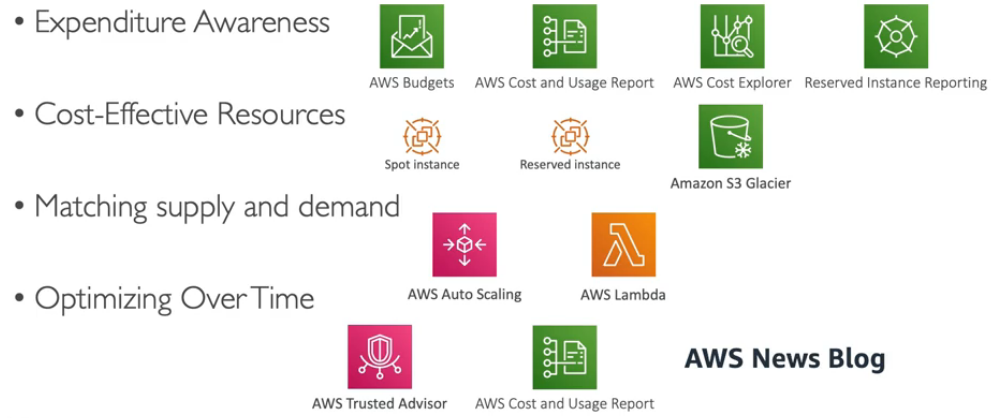 • Expenditure Awareness
AWS Budgets
AWS Cost and Usage Report
AWS Cost Explorer
Reserved Instance Reporting
• Cost-Effective Resources
Spot instance
Reserved instance
Amazon S3 Glacier
• Matching supply and demand
AWS Auto Scaling
AWS Lambda
• Optimizing Over Time
AWS Trusted Advisor
AWS Cost and Usage Report
AWS News Blog